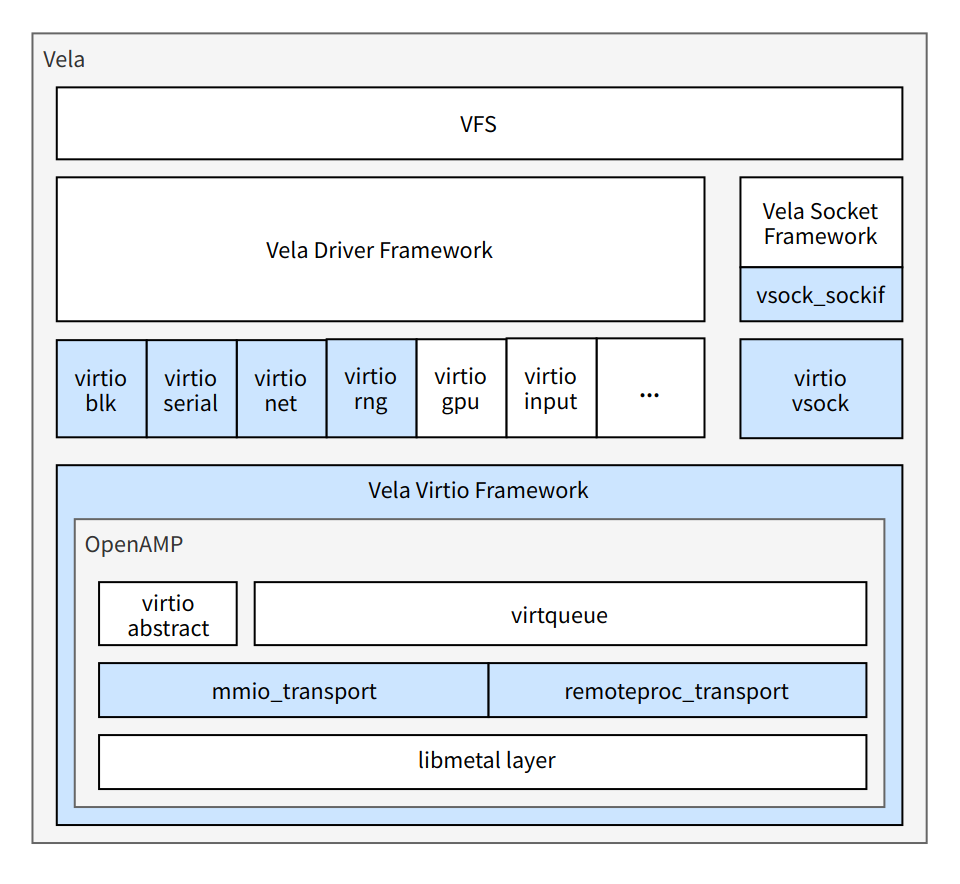 Vela
VFS
Vela Driver Framework
Vela Socket
Framework
vsock_sockif
virtio
blk
virtio
serial
virtio
net
virtio
rng
virtio
gpu
virtio
input
...
virtio
vsock
Vela Virtio Framework
OpenAMP
virtio
abstract
virtqueue
mmio_transport
remoteproc_transport
libmetal layer